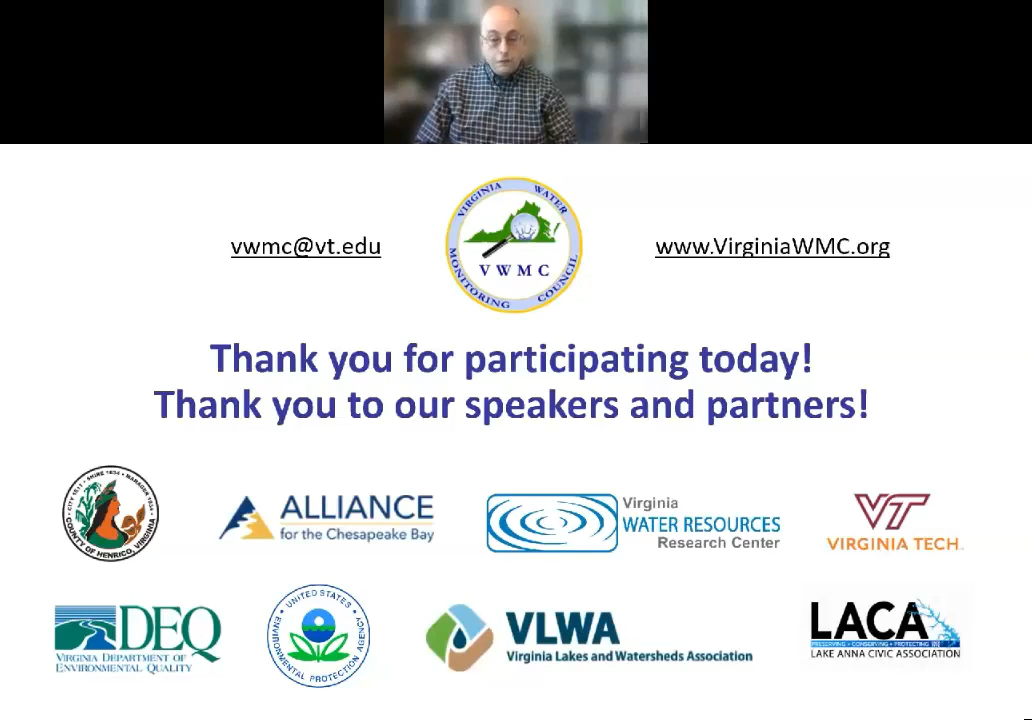 vwmc@vt.edu
VIRGINIA WATER
MONITORING COUNCIL
VWMC
www.VirginiaWMC.org
Thank you for participating today!
Thank you to our speakers and partners!
COUNTY OF HENRICO, VIRGINIA
ALLIANCE
for the Chesapeake Bay
Virginia
WATER RESOURCES
Research Center
VT
VIRGINIA TECH
DEQ
VIRGINIA DEPARTMENT OF
ENVIRONMENTAL QUALITY
UNITED STATES
ENVIRONMENTAL PROTECTION AGENCY
VLWA
Virginia Lakes and Watersheds Association
LACA
PRESERVING • CONSERVING • PROTECTING
LAKE ANNA CIVIC ASSOCIATION